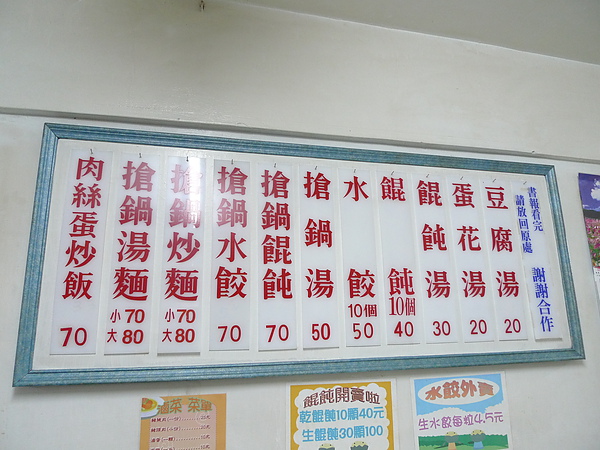 書報看完
請放回原處
謝謝合作
豆腐湯 20
蛋花湯 20
餛飩湯 30
餛飩 10個 40
水餃 10個 50
搶鍋湯 50
搶鍋餛飩 70
搶鍋水餃 70
搶鍋炒麵 小70 大80
搶鍋湯麵 小70 大80
肉絲蛋炒飯 70
滷菜 菜單
餛飩開賣啦
乾餛飩10顆40元
生餛飩30顆100
水餃外賣
生水餃每粒4.5元